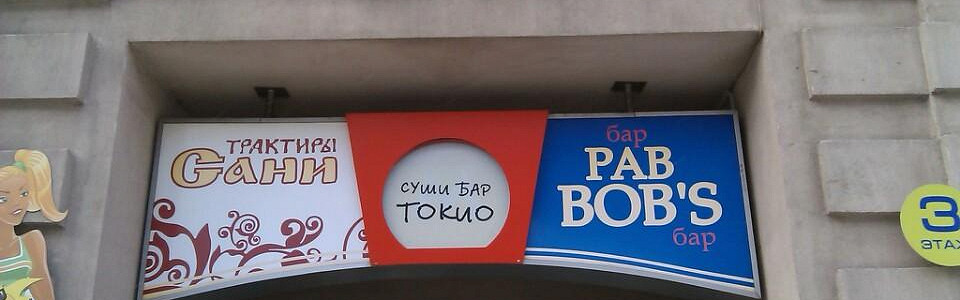 ТРАКТИРЫ
Сани
СУШИ БАР
ТОКИО
бар
PAB
BOB'S
бар
3
ЭТАЖ